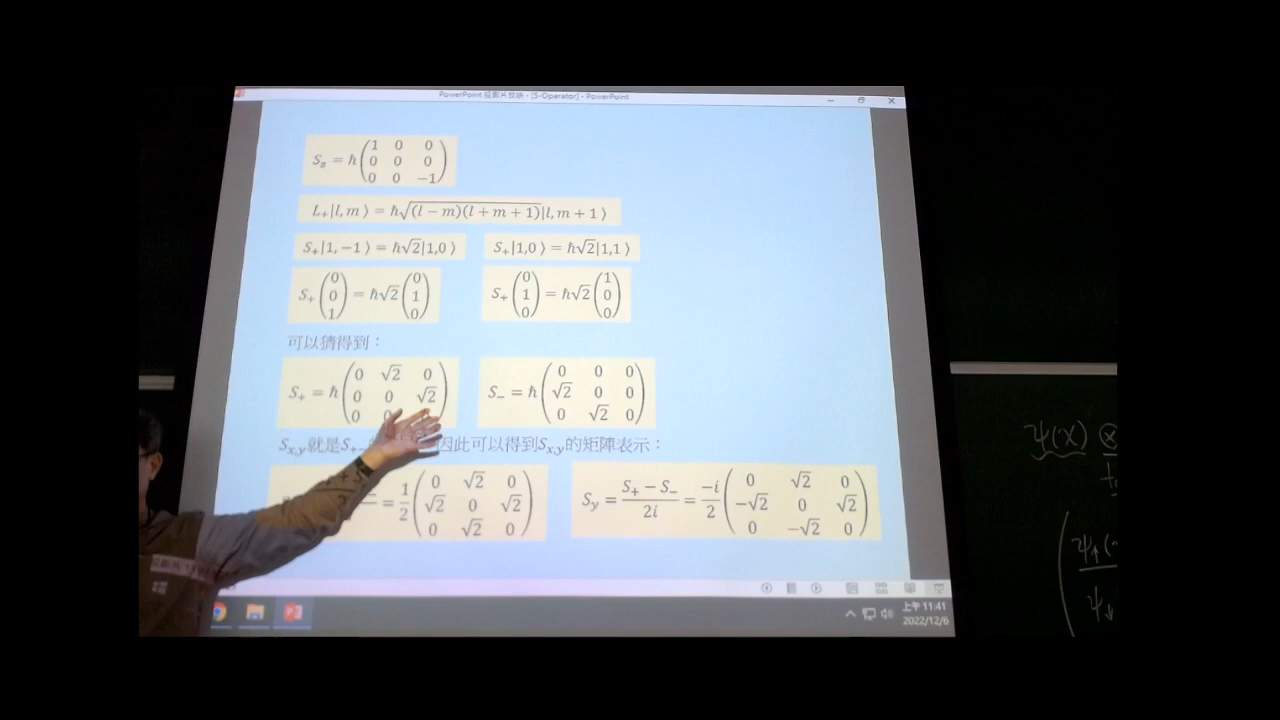 PowerPoint 投影片放映 - [5-Operator] - PowerPoint
S_z = ℏ (1 0 0; 0 0 0; 0 0 −1)
L₊|l, m⟩ = ℏ√((l − m)(l + m + 1))|l, m + 1⟩
S₊|1, −1⟩ = ℏ√2|1,0⟩ S₊|1,0⟩ = ℏ√2|1,1⟩
S₊ (0; 0; 1) = ℏ√2 (0; 1; 0) S₊ (0; 1; 0) = ℏ√2 (1; 0; 0)
可以猜得到：
S₊ = ℏ (0 √2 0; 0 0 √2; 0 0 S₋ = ℏ (0 0 0; √2 0 0; 0 √2 0)
S_{x,y}就是S₊ 因此可以得到S_{x,y}的矩陣表示：
= 1/2 (0 √2 0; √2 0 √2; 0 √2 0) S_y = (S₊ − S₋)/2i = −i/2 (0 √2 0; −√2 0 √2; 0 −√2 0)
上午 11:41
2022/12/6
ψ(x) ⊗
ψ↑(
ψ↓